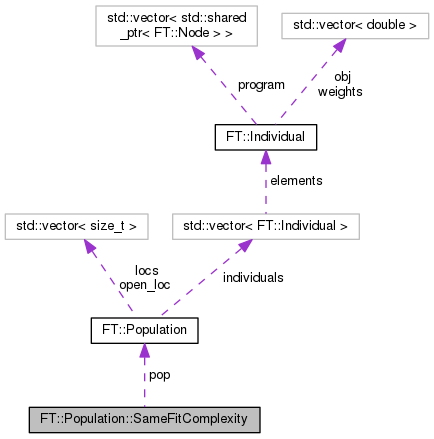 std::vector< std::shared
_ptr< FT::Node > >
std::vector< double >
program
obj
weights
FT::Individual
elements
std::vector< size_t >
std::vector< FT::Individual >
locs
open_loc
individuals
FT::Population
pop
FT::Population::SameFitComplexity